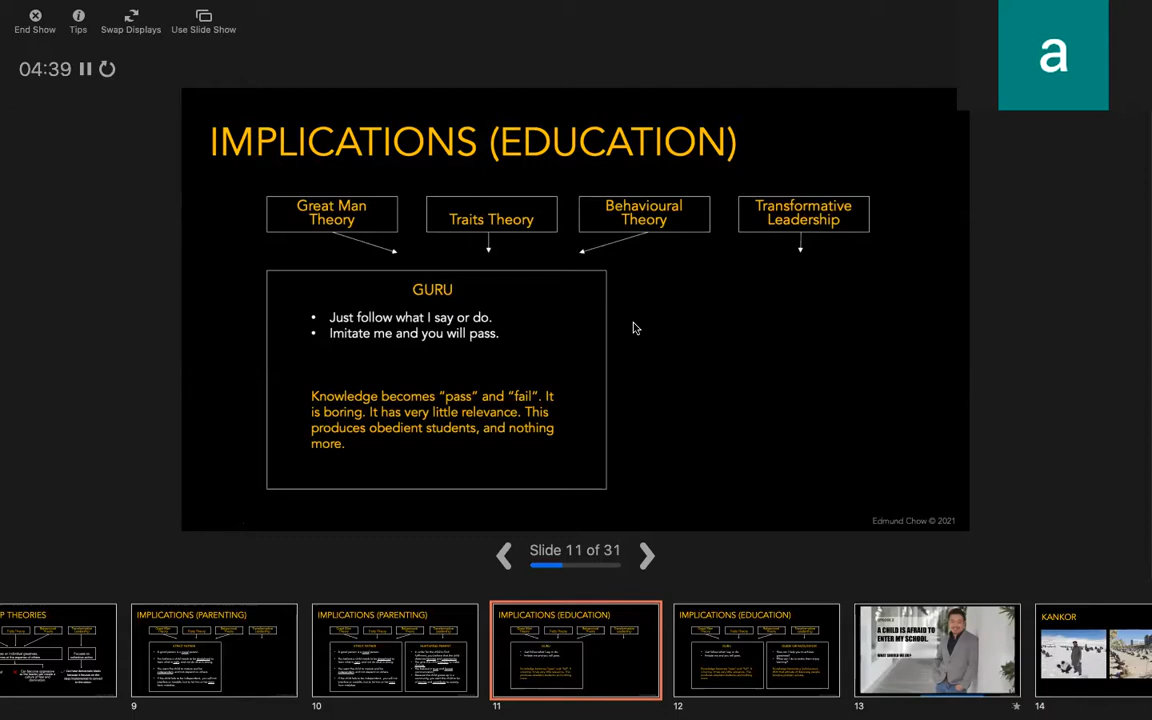 End Show
Tips
Swap Displays
Use Slide Show
04:39
a
IMPLICATIONS (EDUCATION)
Great Man
Theory
Traits Theory
Behavioural
Theory
Transformative
Leadership
GURU
• Just follow what I say or do.
• Imitate me and you will pass.
Knowledge becomes “pass” and “fail”. It
is boring. It has very little relevance. This
produces obedient students, and nothing
more.
Edmund Chow © 2021
Slide 11 of 31
P THEORIES
IMPLICATIONS (PARENTING)
IMPLICATIONS (PARENTING)
IMPLICATIONS (EDUCATION)
IMPLICATIONS (EDUCATION)
A CHILD IS AFRAID TO
ENTER MY SCHOOL.
WHAT SHOULD WE DO?
KANKOR
9
10
11
12
13
14